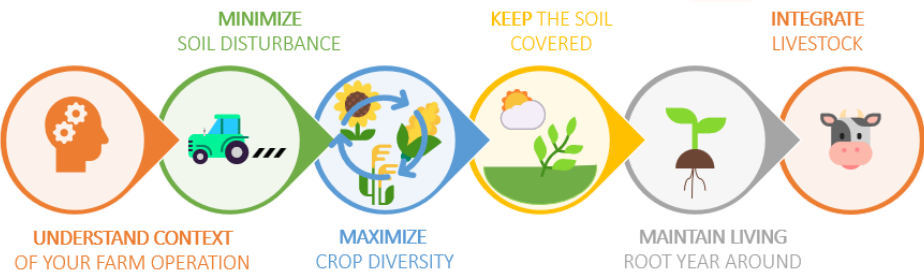 UNDERSTAND CONTEXT
OF YOUR FARM OPERATION
MINIMIZE
SOIL DISTURBANCE
MAXIMIZE
CROP DIVERSITY
KEEP THE SOIL
COVERED
MAINTAIN LIVING
ROOT YEAR AROUND
INTEGRATE
LIVESTOCK